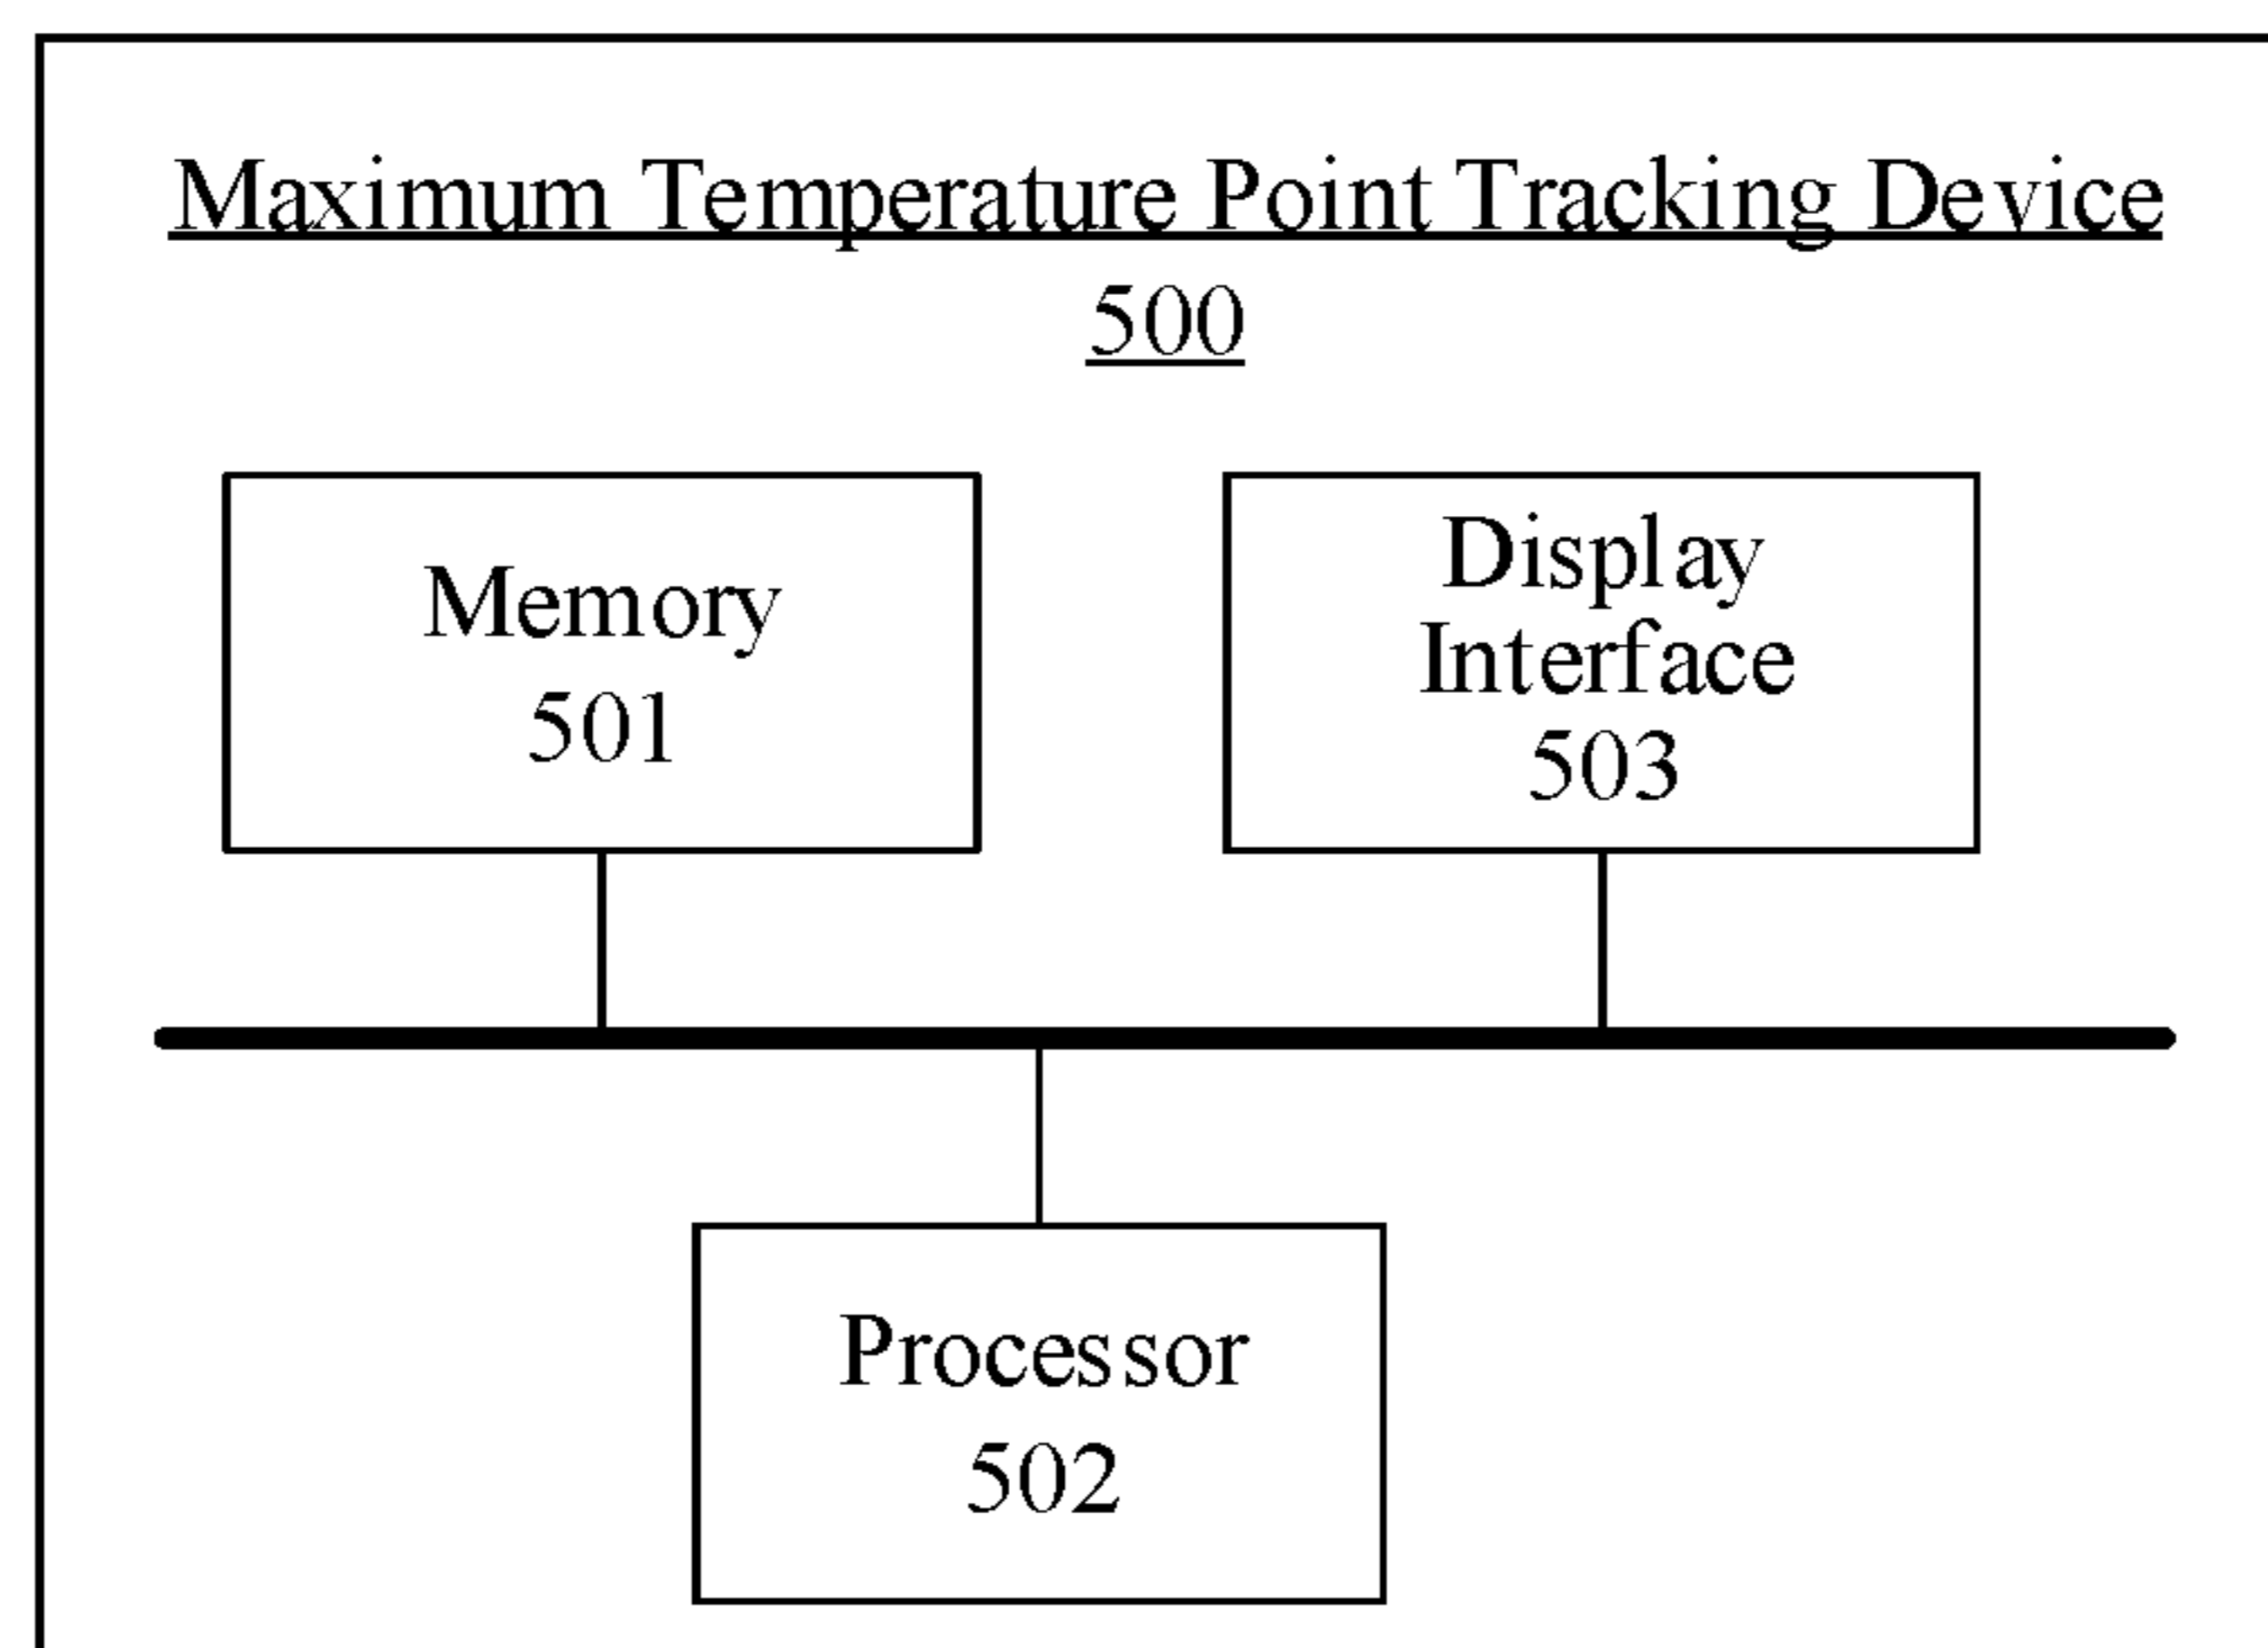 Maximum Temperature Point Tracking Device
500
Memory
501
Display
Interface
503
Processor
502